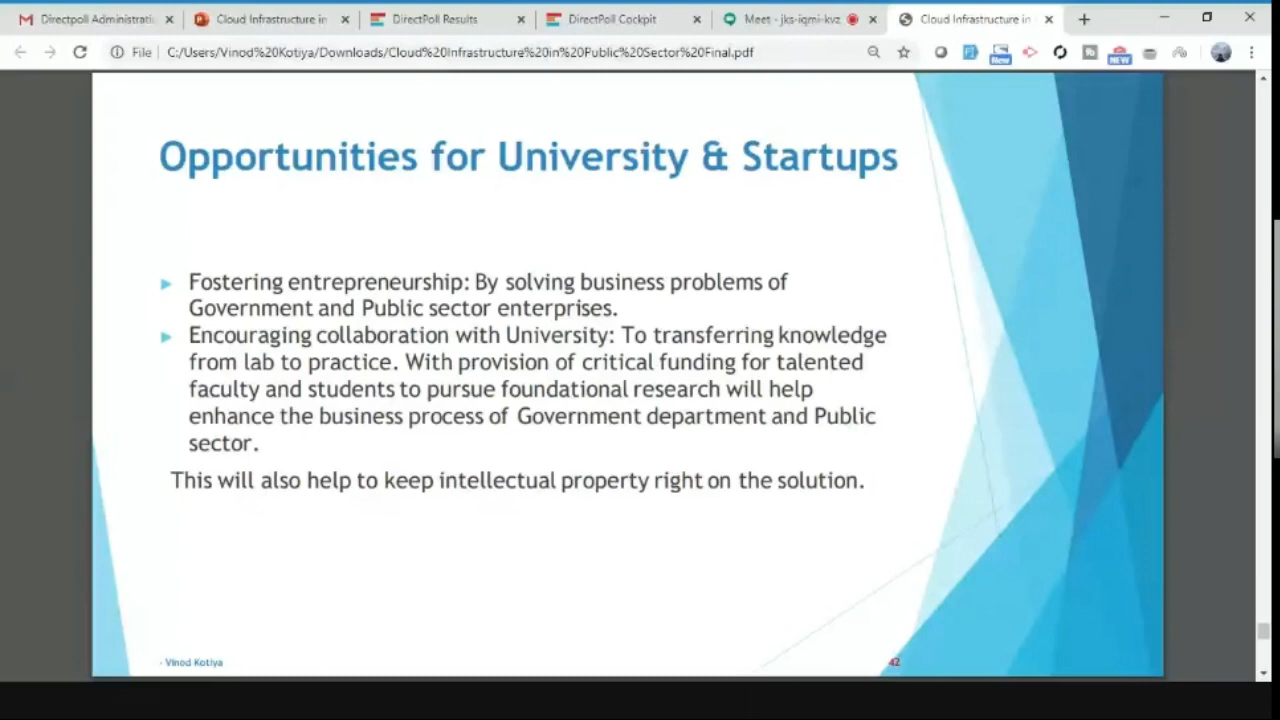 Directpoll Administrati
Cloud Infrastructure in
DirectPoll Results
DirectPoll Cockpit
Meet - jks-iqmi-kvz
Cloud Infrastructure in
File
C:/Users/Vinod%20Kotiya/Downloads/Cloud%20Infrastructure%20in%20Public%20Sector%20Final.pdf
New
NEW
Opportunities for University & Startups
Fostering entrepreneurship: By solving business problems of
Government and Public sector enterprises.
Encouraging collaboration with University: To transferring knowledge
from lab to practice. With provision of critical funding for talented
faculty and students to pursue foundational research will help
enhance the business process of Government department and Public
sector.
This will also help to keep intellectual property right on the solution.
- Vinod Kotiya
42